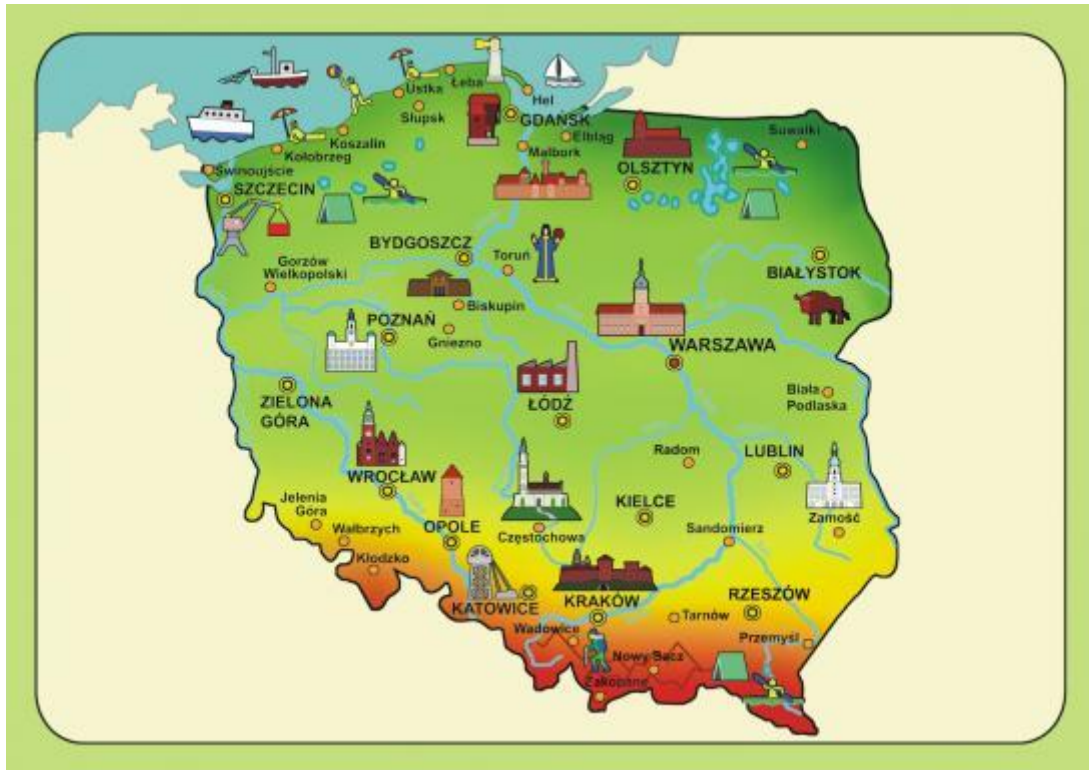 Łeba
Ustka
Hel
Słupsk
GDAŃSK
Elbląg
Suwałki
Koszalin
Kołobrzeg
Malbork
OLSZTYN
Świnoujście
SZCZECIN
BYDGOSZCZ
Toruń
Gorzów
Wielkopolski
BIAŁYSTOK
Biskupin
POZNAŃ
Gniezno
WARSZAWA
Biała
Podlaska
ZIELONA
GÓRA
ŁÓDŹ
Radom
LUBLIN
WROCŁAW
Jelenia
Góra
KIELCE
Zamość
Wałbrzych
OPOLE
Częstochowa
Sandomierz
Kłodzko
KATOWICE
KRAKÓW
RZESZÓW
Tarnów
Wadowice
Przemyśl
Nowy Sącz
Zakopane